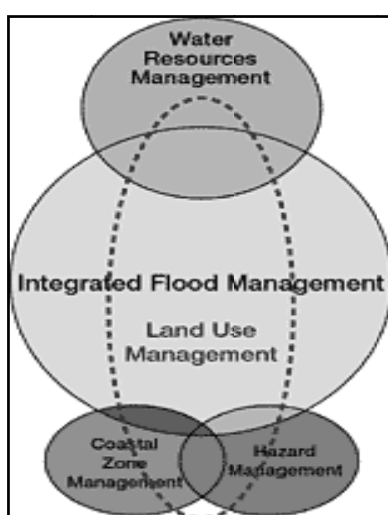 Water
Resources
Management
Integrated Flood Management
Land Use
Management
Coastal
Zone
Management
Hazard
Management